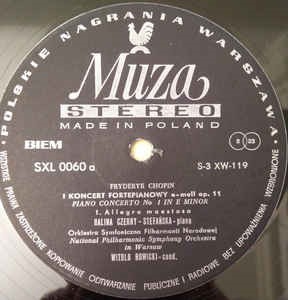 POLSKIE NAGRANIA WARSZAWA
Muza
STEREO
MADE IN POLAND
BIEM
SXL 0060 a
S-3 XW-119
FRYDERYK CHOPIN
I KONCERT FORTEPIANOWY e-moll op. 11
PIANO CONCERTO No 1 IN E MINOR
1. Allegro maestoso
HALINA CZERNY-STEFAŃSKA-piano
Orkiestra Symfoniczna Filharmonii Narodowej
National Philharmonic Symphony Orchestra
in Warsaw
WITOLD ROWICKI-cond.
WSZELKIE PRAWA ZASTRZEŻONE KOPIOWANIE ODTWARZANIE PUBLICZNE I RADIOWE BEZ UPOWAŻNIENIA WZBRONIONE